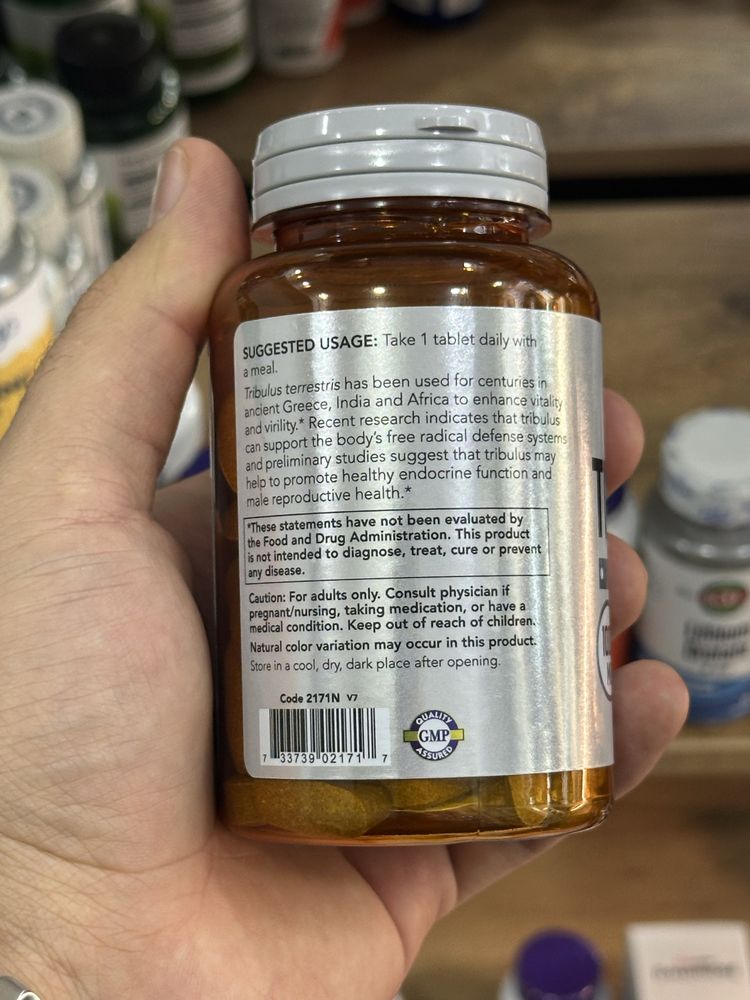 SUGGESTED USAGE: Take 1 tablet daily with
a meal.
Tribulus terrestris has been used for centuries in
ancient Greece, India and Africa to enhance vitality
and virility.* Recent research indicates that tribulus
can support the body's free radical defense systems
and preliminary studies suggest that tribulus may
help to promote healthy endocrine function and
male reproductive health.*
*These statements have not been evaluated by
the Food and Drug Administration. This product
is not intended to diagnose, treat, cure or prevent
any disease.
Caution: For adults only. Consult physician if
pregnant/nursing, taking medication, or have a
medical condition. Keep out of reach of children.
Natural color variation may occur in this product.
Store in a cool, dry, dark place after opening.
Code 2171N V7
7 33739 02171 7
QUALITY
GMP
ASSURED
KAL